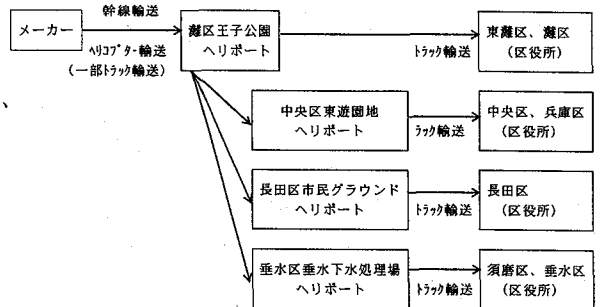 メーカー
幹線輸送
ヘリコプター輸送
(一部トラック輸送)
灘区王子公園
ヘリポート
トラック輸送
東灘区、灘区
(区役所)
、
中央区東遊園地
ヘリポート
ラック輸送
中央区、兵庫区
(区役所)
長田区市民グラウンド
ヘリポート
トラック輸送
長田区
(区役所)
垂水区垂水下水処理場
ヘリポート
トラック輸送
須磨区、垂水区
(区役所)